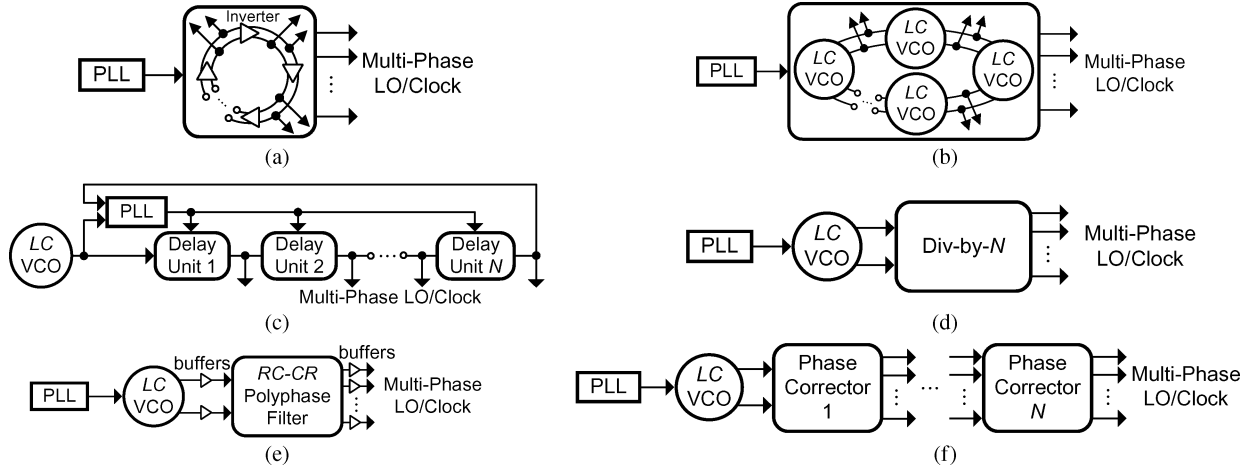 Inverter
PLL
Multi-Phase
LO/Clock
⋮
(a)
PLL
LC
VCO
LC
VCO
LC
VCO
LC
VCO
Multi-Phase
LO/Clock
(b)
LC
VCO
PLL
Delay
Unit 1
Delay
Unit 2
Delay
Unit N
Multi-Phase LO/Clock
(c)
PLL
LC
VCO
Div-by-N
Multi-Phase
LO/Clock
(d)
PLL
LC
VCO
buffers
RC-CR
Polyphase
Filter
buffers
Multi-Phase
LO/Clock
(e)
PLL
LC
VCO
Phase
Corrector
1
...
Phase
Corrector
N
Multi-Phase
LO/Clock
(f)